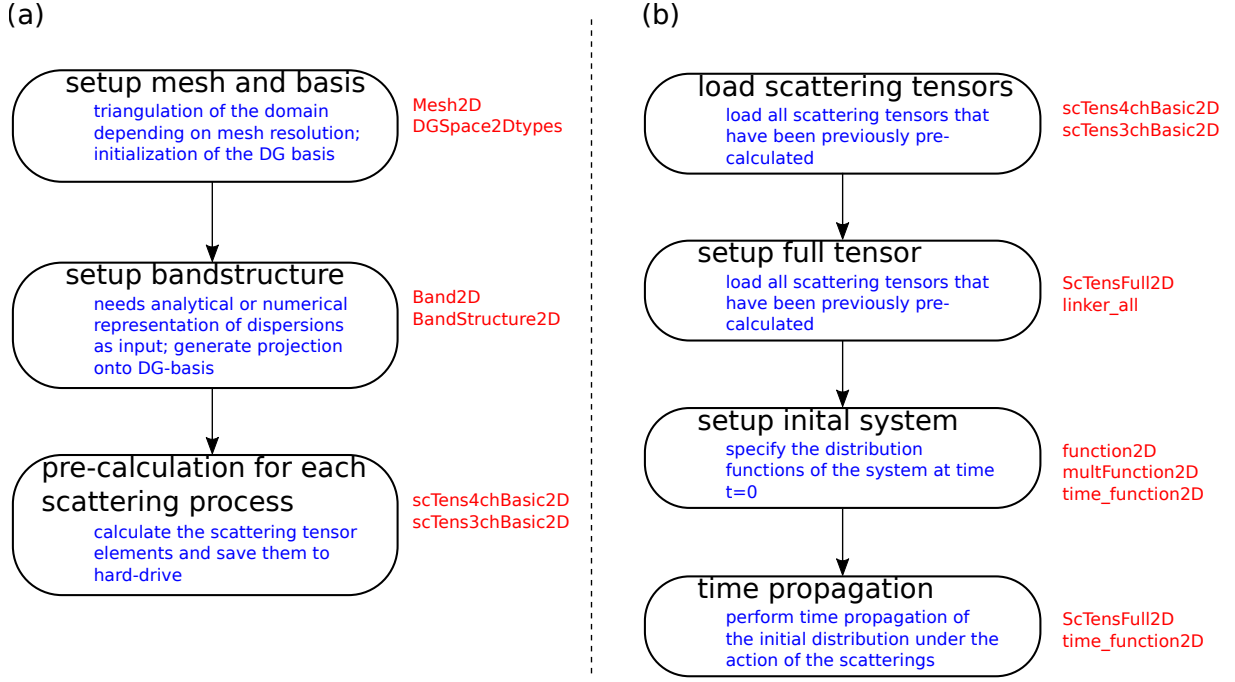 (a)
setup mesh and basis
triangulation of the domain
depending on mesh resolution;
initialization of the DG basis
Mesh2D
DGSpace2Dtypes
setup bandstructure
needs analytical or numerical
representation of dispersions
as input; generate projection
onto DG-basis
Band2D
BandStructure2D
pre-calculation for each
scattering process
calculate the scattering tensor
elements and save them to
hard-drive
scTens4chBasic2D
scTens3chBasic2D
(b)
load scattering tensors
load all scattering tensors that
have been previously pre-
calculated
scTens4chBasic2D
scTens3chBasic2D
setup full tensor
load all scattering tensors that
have been previously pre-
calculated
ScTensFull2D
linker_all
setup inital system
specify the distribution
functions of the system at time
t=0
function2D
multFunction2D
time_function2D
time propagation
perform time propagation of
the initial distribution under the
action of the scatterings
ScTensFull2D
time_function2D